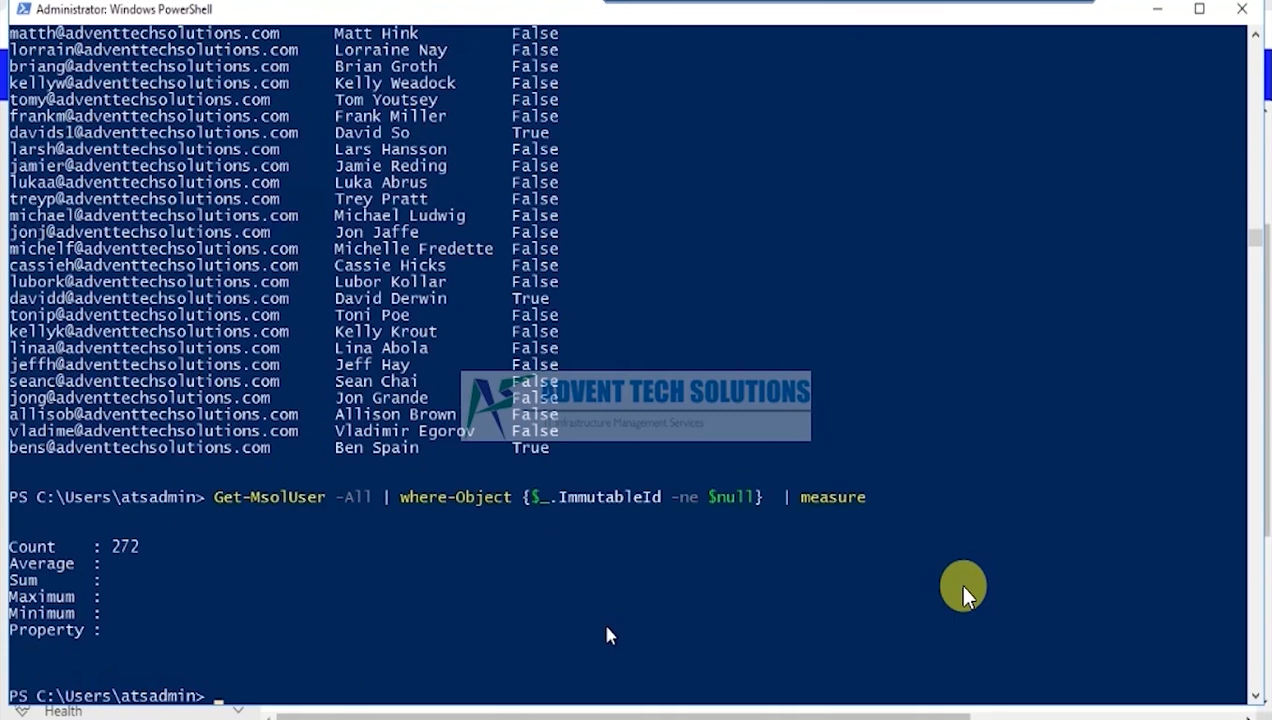 Administrator: Windows PowerShell
matth@adventtechsolutions.com Matt Hink False
lorrain@adventtechsolutions.com Lorraine Nay False
briang@adventtechsolutions.com Brian Groth False
kellyw@adventtechsolutions.com Kelly Weadock False
tomy@adventtechsolutions.com Tom Youtsey False
frankm@adventtechsolutions.com Frank Miller False
davids1@adventtechsolutions.com David So True
larsh@adventtechsolutions.com Lars Hansson False
jamier@adventtechsolutions.com Jamie Reding False
lukaa@adventtechsolutions.com Luka Abrus False
treyp@adventtechsolutions.com Trey Pratt False
michael@adventtechsolutions.com Michael Ludwig False
jonj@adventtechsolutions.com Jon Jaffe False
michelf@adventtechsolutions.com Michelle Fredette False
cassieh@adventtechsolutions.com Cassie Hicks False
lubork@adventtechsolutions.com Lubor Kollar False
davidd@adventtechsolutions.com David Derwin True
tonip@adventtechsolutions.com Toni Poe False
kellyk@adventtechsolutions.com Kelly Krout False
linaa@adventtechsolutions.com Lina Abola False
jeffh@adventtechsolutions.com Jeff Hay False
seanc@adventtechsolutions.com Sean Chai False
jong@adventtechsolutions.com Jon Grande False
allisob@adventtechsolutions.com Allison Brown False
vladime@adventtechsolutions.com Vladimir Egorov False
bens@adventtechsolutions.com Ben Spain True
ADVENT TECH SOLUTIONS
IT Infrastructure Management Services
PS C:\Users\atsadmin> Get-MsolUser -All | where-Object {$_.ImmutableId -ne $null}  | measure
Count : 272
Average :
Sum :
Maximum :
Minimum :
Property :
PS C:\Users\atsadmin> _
Health